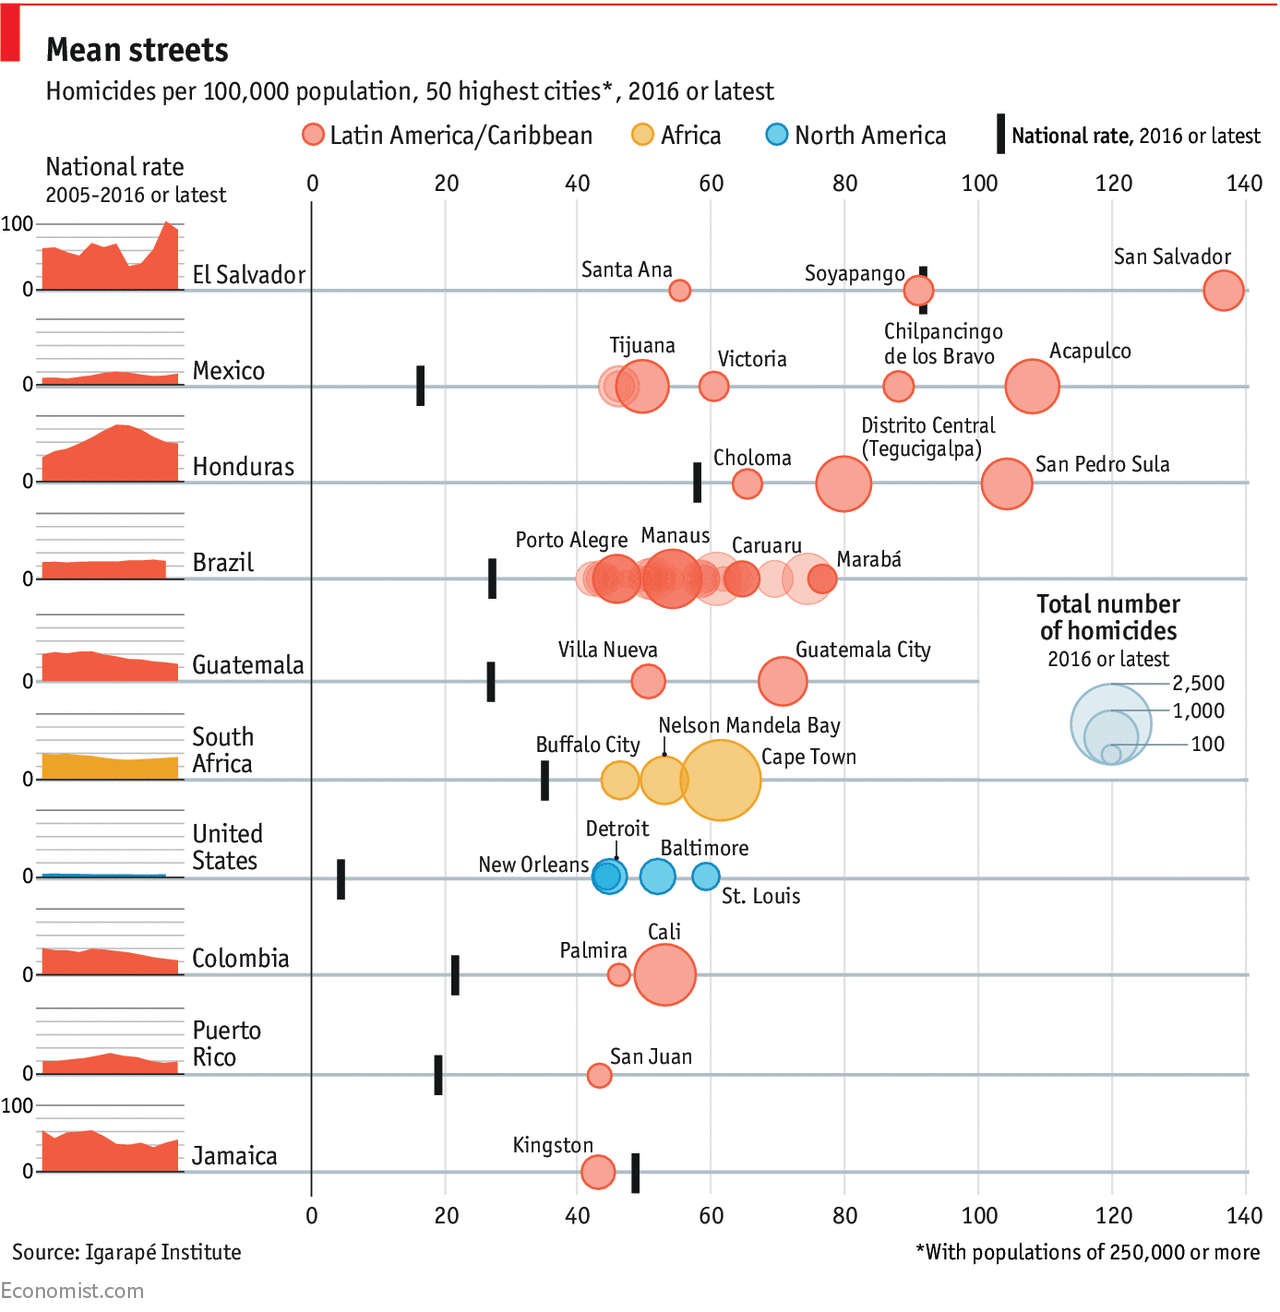 Mean streets
Homicides per 100,000 population, 50 highest cities*, 2016 or latest
Latin America/Caribbean
Africa
North America
National rate, 2016 or latest
National rate
2005-2016 or latest
0 20 40 60 80 100 120 140
100
0
El Salvador
Santa Ana
Soyapango
San Salvador
0
Mexico
Tijuana
Victoria
Chilpancingo
de los Bravo
Acapulco
0
Honduras
Choloma
Distrito Central
(Tegucigalpa)
San Pedro Sula
0
Brazil
Porto Alegre
Manaus
Caruaru
Marabá
0
Guatemala
Villa Nueva
Guatemala City
Total number
of homicides
2016 or latest
2,500
1,000
100
0
South
Africa
Buffalo City
Nelson Mandela Bay
Cape Town
0
United
States
New Orleans
Detroit
Baltimore
St. Louis
0
Colombia
Palmira
Cali
0
Puerto
Rico
San Juan
100
0
Jamaica
Kingston
0 20 40 60 80 100 120 140
Source: Igarapé Institute
*With populations of 250,000 or more
Economist.com